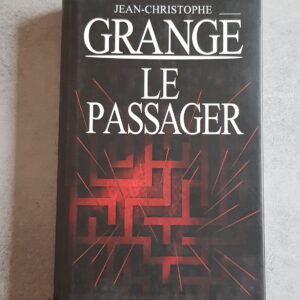 JEAN-CHRISTOPHE
GRANGÉ
LE
PASSAGER